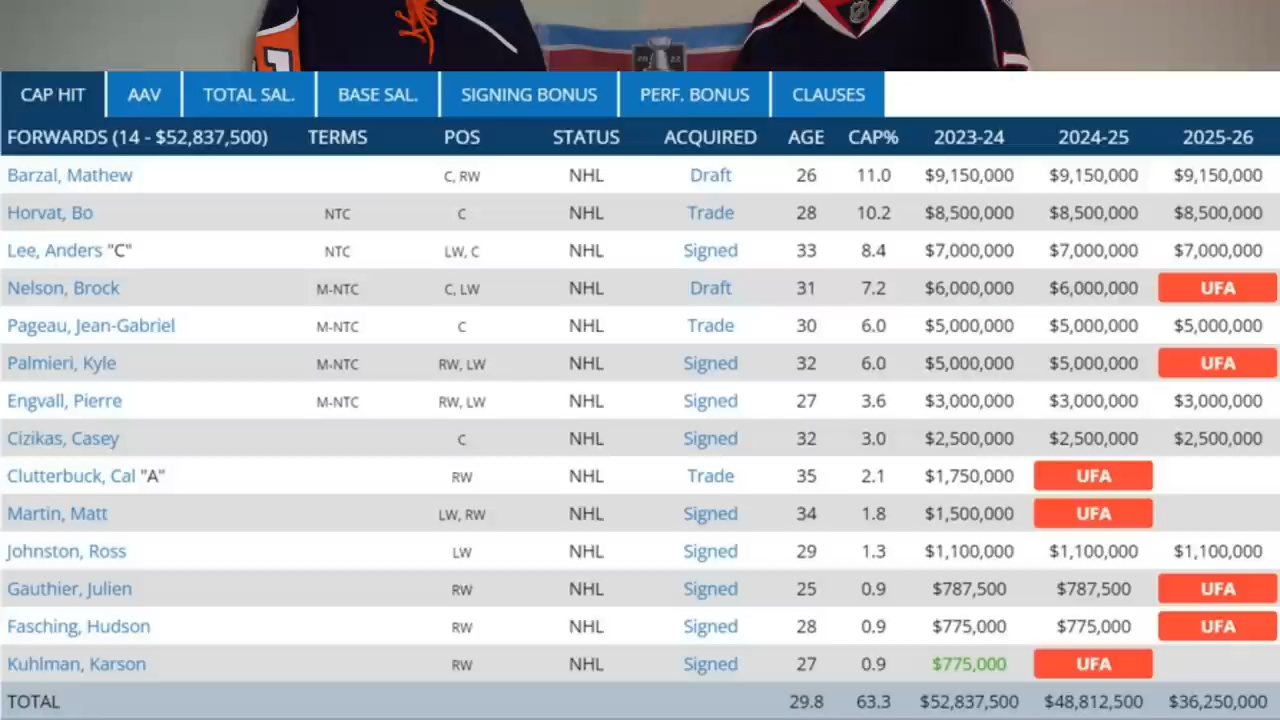 2022
CAP HIT AAV TOTAL SAL. BASE SAL. SIGNING BONUS PERF. BONUS CLAUSES
FORWARDS (14 - $52,837,500) TERMS POS STATUS ACQUIRED AGE CAP% 2023-24 2024-25 2025-26
Barzal, Mathew C, RW NHL Draft 26 11.0 $9,150,000 $9,150,000 $9,150,000
Horvat, Bo NTC C NHL Trade 28 10.2 $8,500,000 $8,500,000 $8,500,000
Lee, Anders "C" NTC LW, C NHL Signed 33 8.4 $7,000,000 $7,000,000 $7,000,000
Nelson, Brock M-NTC C, LW NHL Draft 31 7.2 $6,000,000 $6,000,000 UFA
Pageau, Jean-Gabriel M-NTC C NHL Trade 30 6.0 $5,000,000 $5,000,000 $5,000,000
Palmieri, Kyle M-NTC RW, LW NHL Signed 32 6.0 $5,000,000 $5,000,000 UFA
Engvall, Pierre M-NTC RW, LW NHL Signed 27 3.6 $3,000,000 $3,000,000 $3,000,000
Cizikas, Casey C NHL Signed 32 3.0 $2,500,000 $2,500,000 $2,500,000
Clutterbuck, Cal "A" RW NHL Trade 35 2.1 $1,750,000 UFA
Martin, Matt LW, RW NHL Signed 34 1.8 $1,500,000 UFA
Johnston, Ross LW NHL Signed 29 1.3 $1,100,000 $1,100,000 $1,100,000
Gauthier, Julien RW NHL Signed 25 0.9 $787,500 $787,500 UFA
Fasching, Hudson RW NHL Signed 28 0.9 $775,000 $775,000 UFA
Kuhlman, Karson RW NHL Signed 27 0.9 $775,000 UFA
TOTAL 29.8 63.3 $52,837,500 $48,812,500 $36,250,000